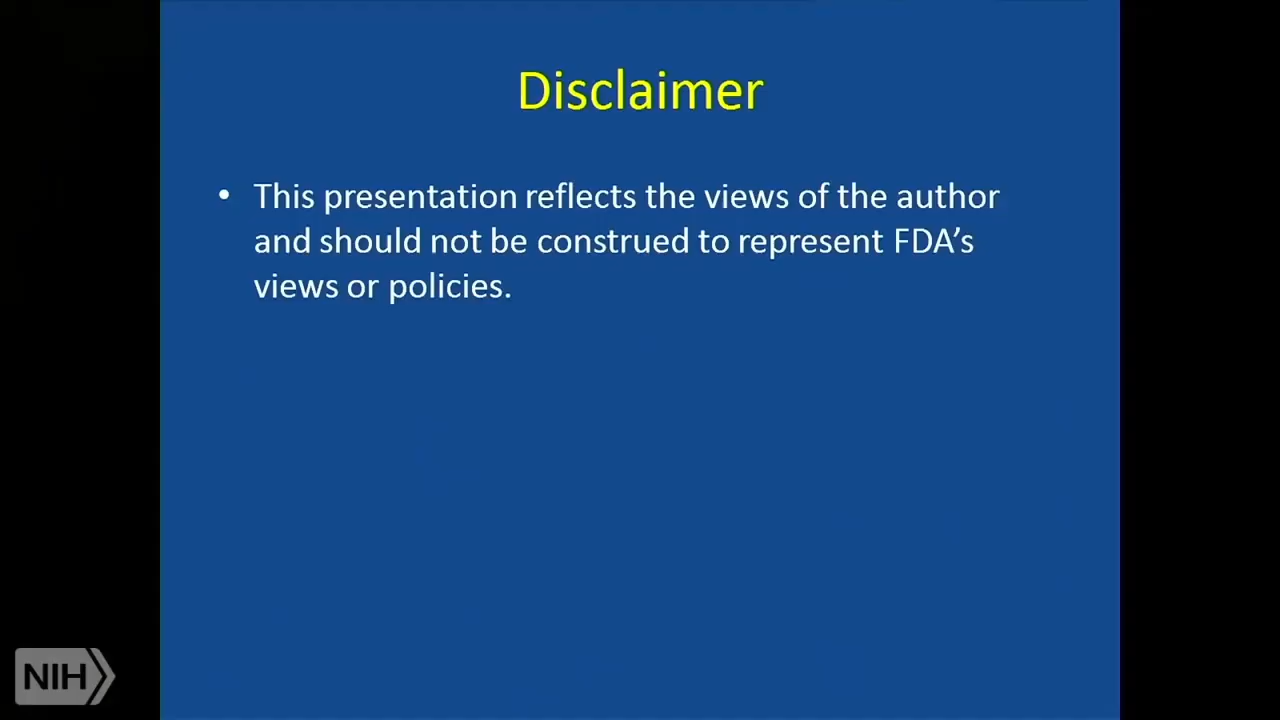 Disclaimer
• This presentation reflects the views of the author
and should not be construed to represent FDA’s
views or policies.
NIH